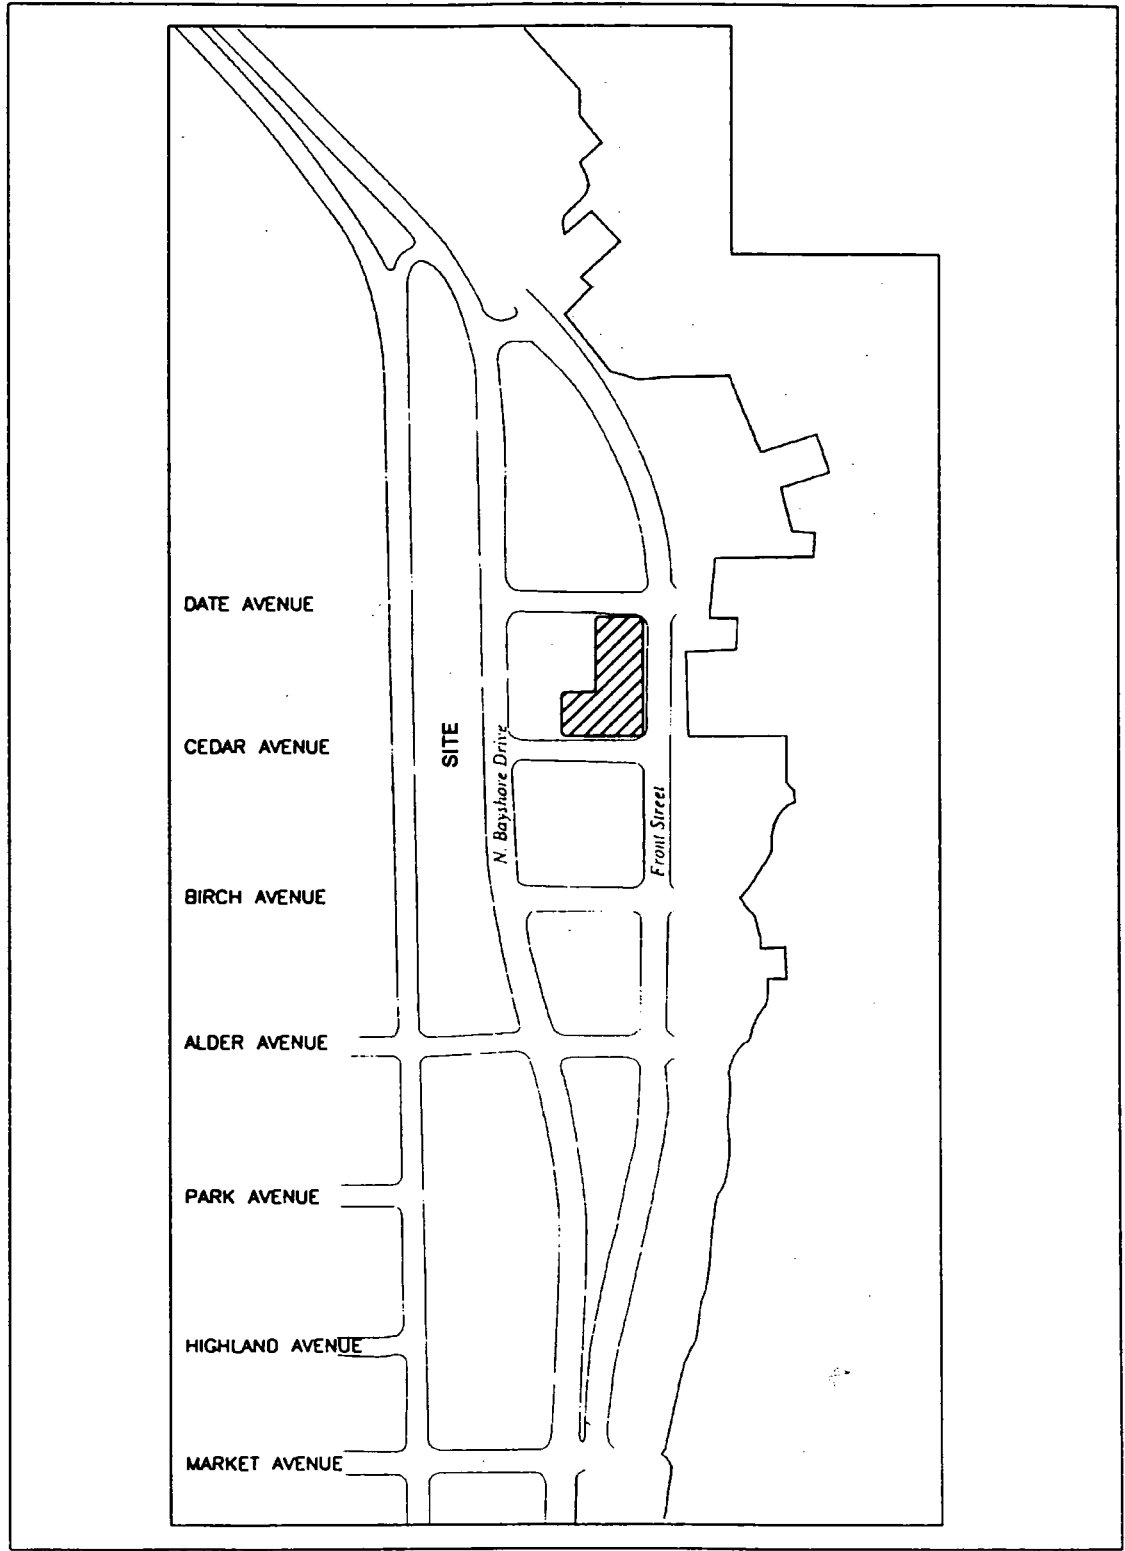 DATE AVENUE
CEDAR AVENUE
SITE
N. Bayshore Drive
Front Street
BIRCH AVENUE
ALDER AVENUE
PARK AVENUE
HIGHLAND AVENUE
MARKET AVENUE